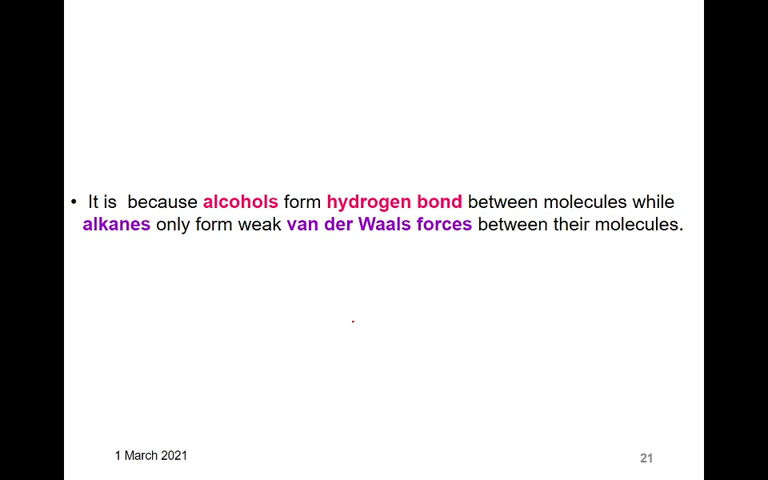 • It is  because alcohols form hydrogen bond between molecules while
alkanes only form weak van der Waals forces between their molecules.
1 March 2021
21